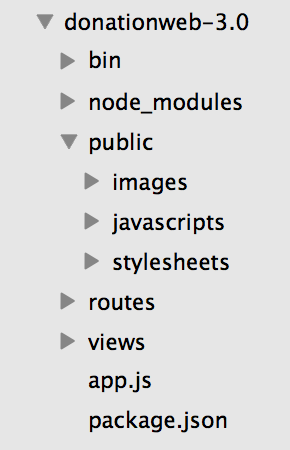 donationweb-3.0
bin
node_modules
public
images
javascripts
stylesheets
routes
views
app.js
package.json